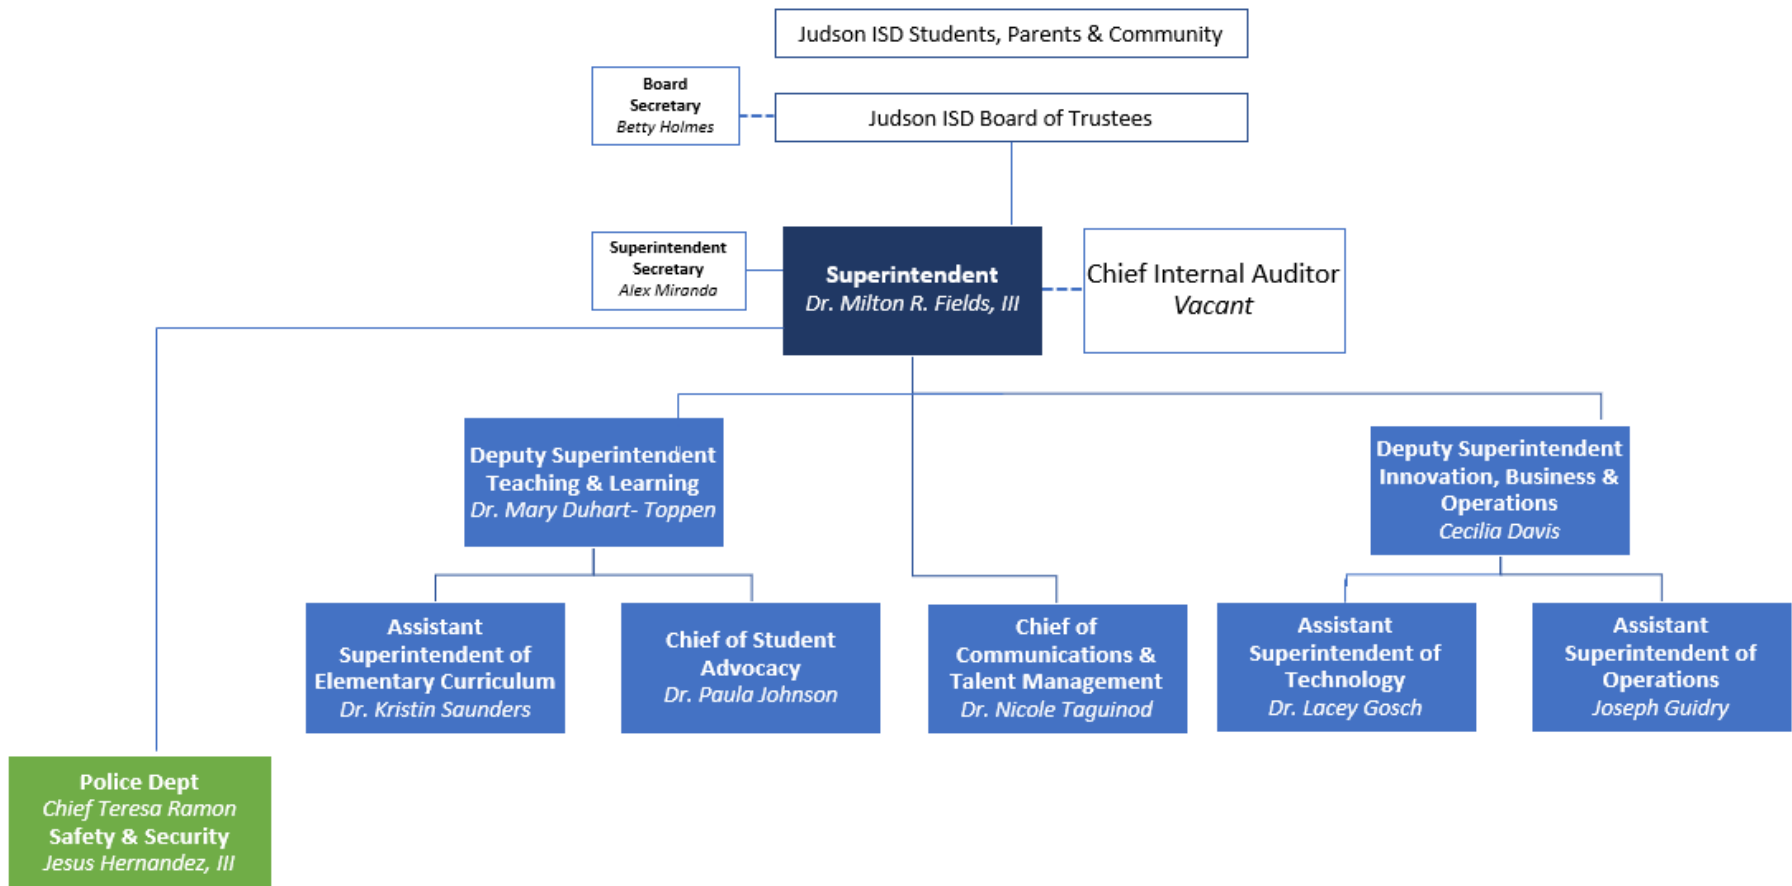 Judson ISD Students, Parents & Community
Board
Secretary
Betty Holmes
Judson ISD Board of Trustees
Superintendent
Secretary
Alex Miranda
Superintendent
Dr. Milton R. Fields, III
Chief Internal Auditor
Vacant
Deputy Superintendent
Teaching & Learning
Dr. Mary Duhart- Toppen
Deputy Superintendent
Innovation, Business &
Operations
Cecilia Davis
Assistant
Superintendent of
Elementary Curriculum
Dr. Kristin Saunders
Chief of Student
Advocacy
Dr. Paula Johnson
Chief of
Communications &
Talent Management
Dr. Nicole Taguinod
Assistant
Superintendent of
Technology
Dr. Lacey Gosch
Assistant
Superintendent of
Operations
Joseph Guidry
Police Dept
Chief Teresa Ramon
Safety & Security
Jesus Hernandez, III